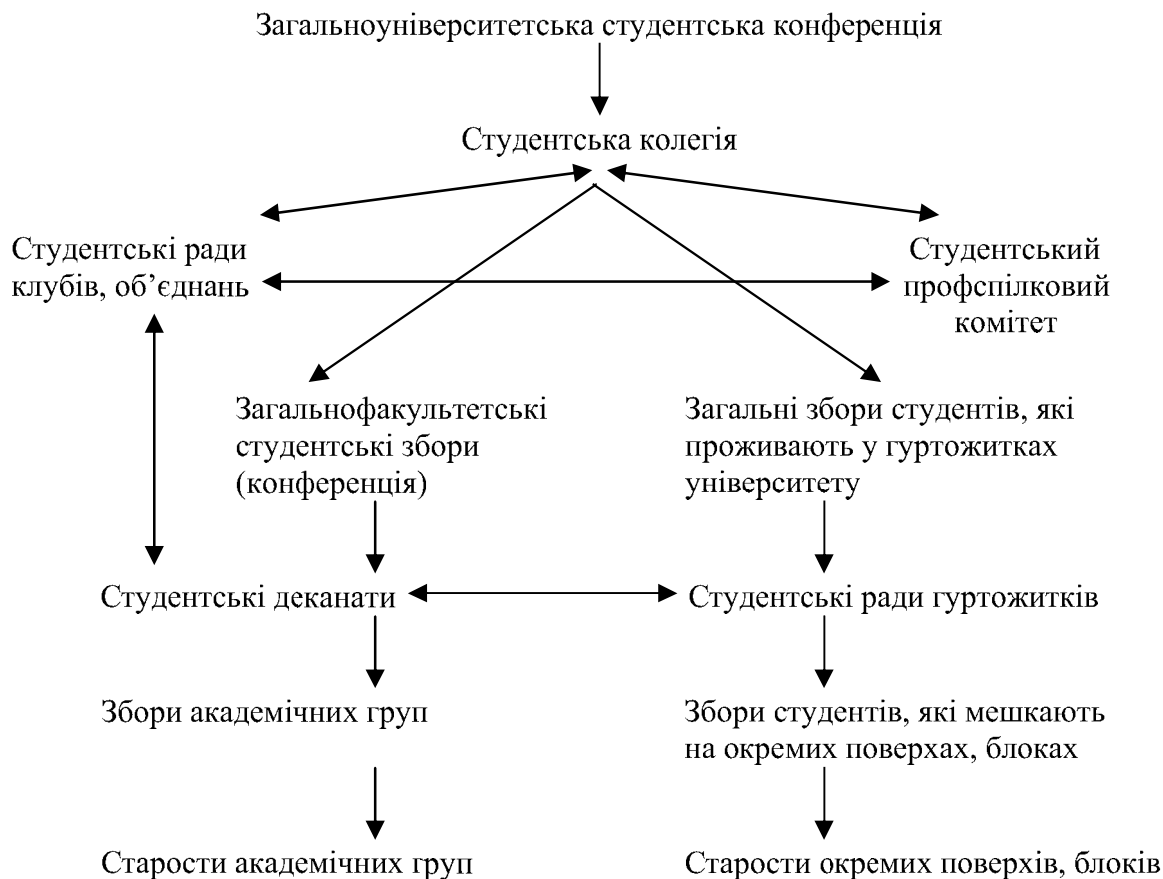 Загальноуніверситетська студентська конференція
Студентська колегія
Студентські ради
клубів, об’єднань
Студентський
профспілковий
комітет
Загальнофакультетські
студентські збори
(конференція)
Загальні збори студентів, які
проживають у гуртожитках
університету
Студентські деканати
Студентські ради гуртожитків
Збори академічних груп
Збори студентів, які мешкають
на окремих поверхах, блоках
Старости академічних груп
Старости окремих поверхів, блоків